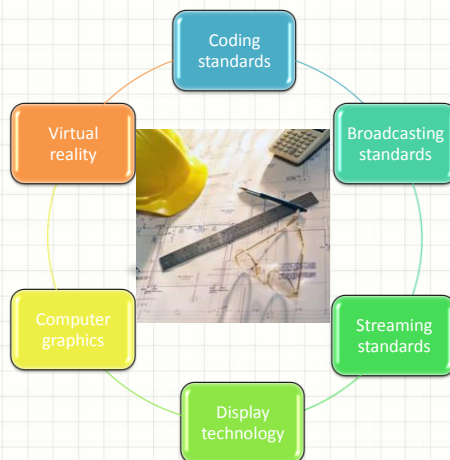 Coding
standards
Broadcasting
standards
Streaming
standards
Display
technology
Computer
graphics
Virtual
reality